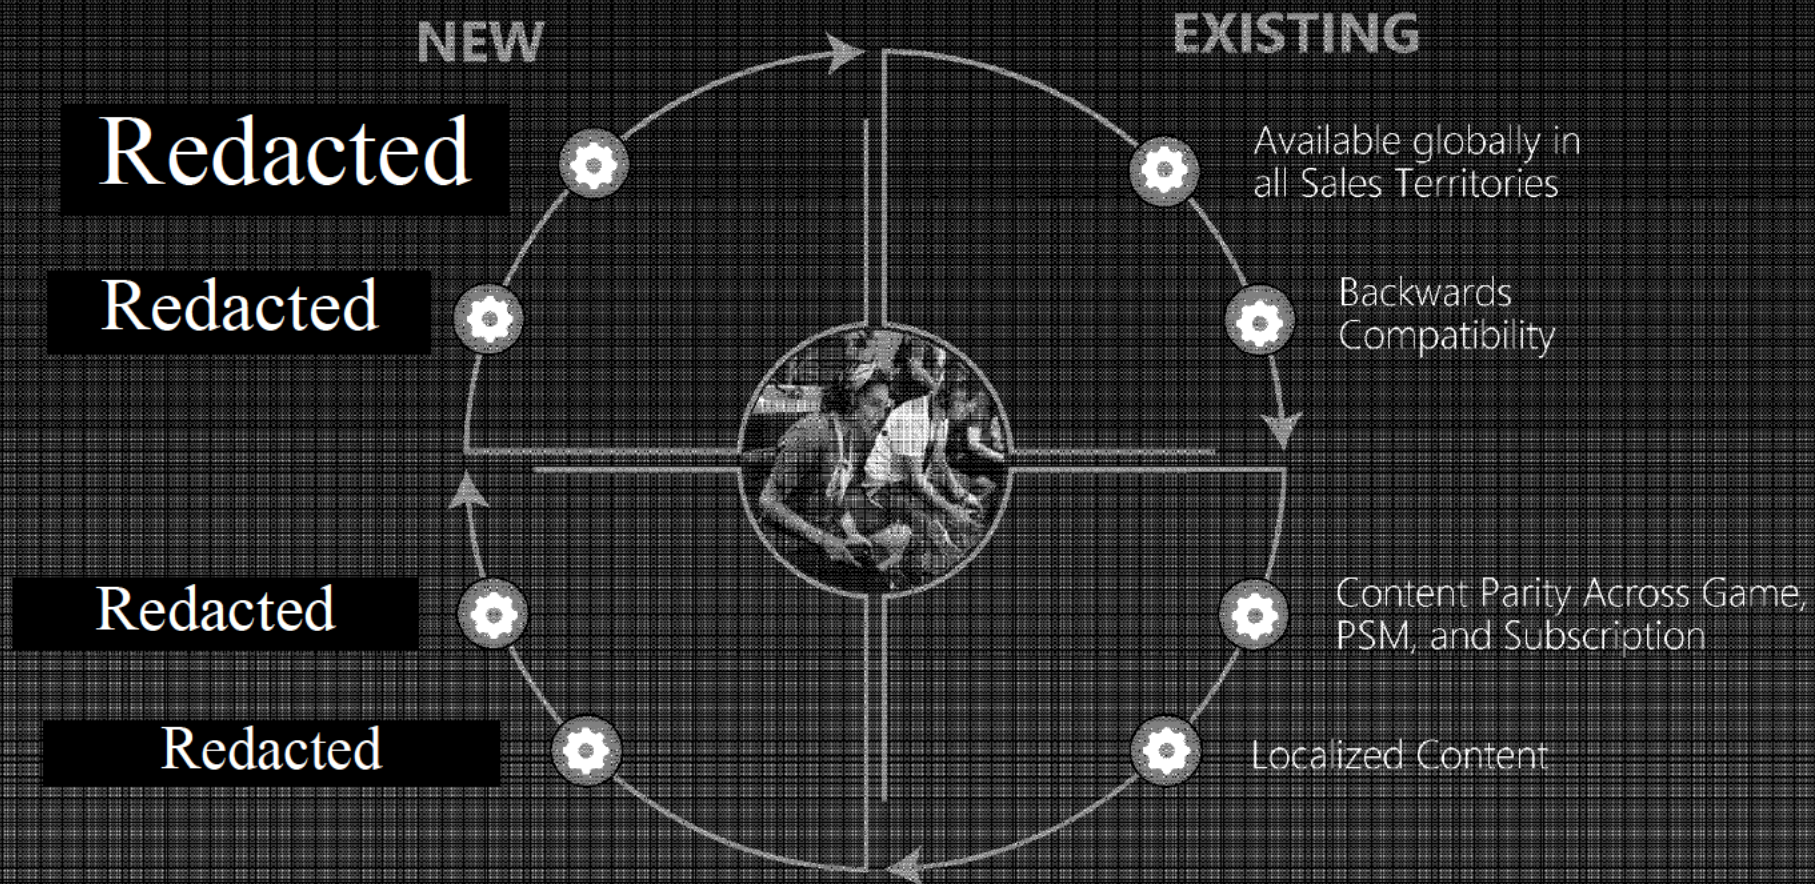 NEW
EXISTING
Redacted
Redacted
Redacted
Redacted
Available globally in
all Sales Territories
Backwards
Compatibility
Content Parity Across Game,
PSM, and Subscription
Localized Content